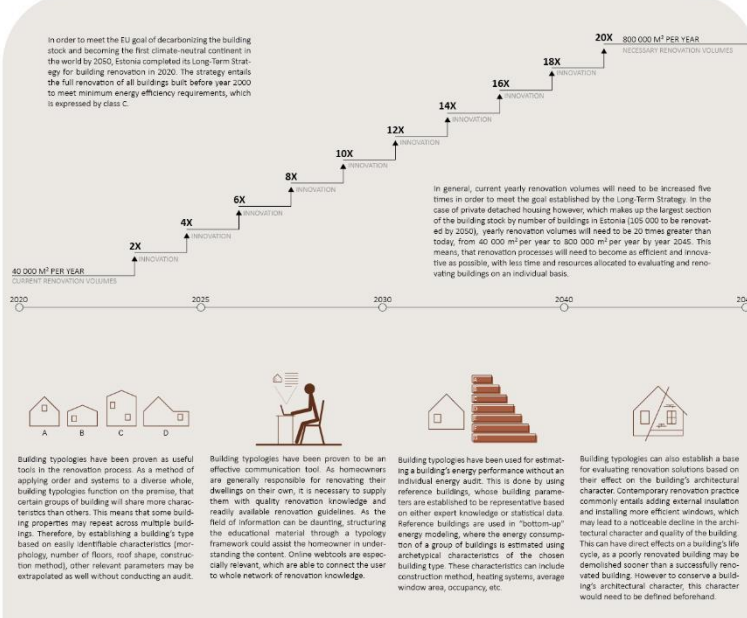 In order to meet the EU goal of decarbonizing the building
stock and becoming the first climate-neutral continent in
the world by 2050, Estonia completed its Long-Term Strat-
egy for building renovation in 2020. The strategy entails
the full renovation of all buildings built before year 2000
to meet minimum energy efficiency requirements, which
is expressed by class C.
20X 800 000 M² PER YEAR
NECESSARY RENOVATION VOLUMES
18X
INNOVATION
16X
INNOVATION
14X
INNOVATION
12X
INNOVATION
10X
INNOVATION
8X
INNOVATION
6X
INNOVATION
4X
INNOVATION
2X
INNOVATION
40 000 M² PER YEAR
CURRENT RENOVATION VOLUMES
In general, current yearly renovation volumes will need to be increased five
times in order to meet the goal established by the Long-Term Strategy. In the
case of private detached housing however, which makes up the largest section
of the building stock by number of buildings in Estonia (105 000 to be renovat-
ed by 2050), yearly renovation volumes will need to be 20 times greater than
today, from 40 000 m² per year to 800 000 m² per year by year 2045. This
means, that renovation processes will need to become as efficient and innova-
tive as possible, with less time and resources allocated to evaluating and reno-
vating buildings on an individual basis.
2020 2025 2030 2040
A B C D
Building typologies have been proven as useful
tools in the renovation process. As a method of
applying order and systems to a diverse whole,
building typologies function on the premise, that
certain groups of building will share more charac-
teristics than others. This means that some build-
ing properties may repeat across multiple build-
ings. Therefore, by establishing a building's type
based on easily identifiable characteristics (mor-
phology, number of floors, roof shape, construc-
tion method), other relevant parameters may be
extrapolated as well without conducting an audit.
Building typologies have been proven to be an
effective communication tool. As homeowners
are generally responsible for renovating their
dwellings on their own, it is necessary to supply
them with quality renovation knowledge and
readily available renovation guidelines. As the
field of information can be daunting, structuring
the educational material through a typology
framework could assist the homeowner in under-
standing the content. Online webtools are espe-
cially relevant, which are able to connect the user
to whole network of renovation knowledge.
Building typologies have been used for estimat-
ing a building's energy performance without an
individual energy audit. This is done by using
reference buildings, whose building parame-
ters are established to be representative based
on either expert knowledge or statistical data.
Reference buildings are used in "bottom-up"
energy modeling, where the energy consump-
tion of a group of buildings is estimated using
archetypical characteristics of the chosen
building type. These characteristics can include
construction method, heating systems, average
window area, occupancy, etc.
Building typologies can also establish a base
for evaluating renovation solutions based on
their effect on the building's architectural
character. Contemporary renovation practice
commonly entails adding external insulation
and installing more efficient windows, which
may lead to a noticeable decline in the archi-
tectural character and quality of the building.
This can have direct effects on a building's life
cycle, as a poorly renovated building may be
demolished sooner than a successfully reno-
vated building. However to conserve a build-
ing's architectural character, this character
would need to be defined beforehand.